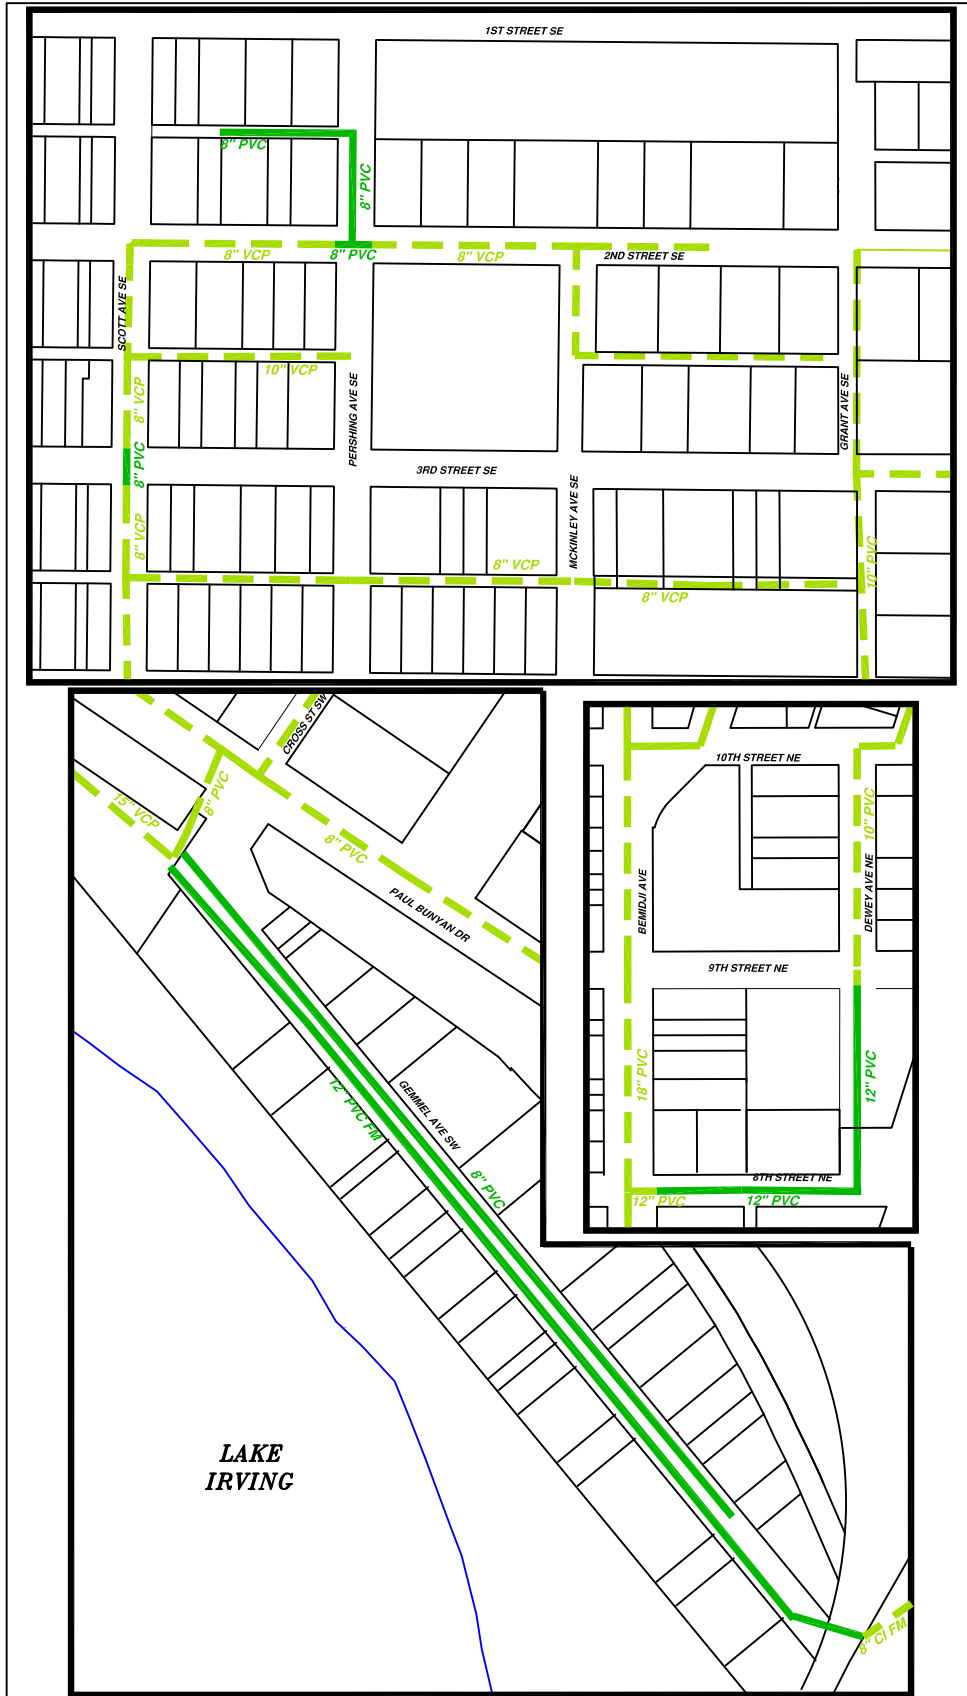 1ST STREET SE
8" PVC
8" PVC
8" VCP
8" PVC
8" VCP
2ND STREET SE
SCOTT AVE SE
10" VCP
8" VCP
PERSHING AVE SE
GRANT AVE SE
8" PVC
3RD STREET SE
MCKINLEY AVE SE
8" VCP
8" VCP
10" PVC
8" VCP
CROSS ST SW
15" VCP
8" PVC
8" PVC
PAUL BUNYAN DR
12" PVC FM
GEMMEL AVE SW
8" PVC
10TH STREET NE
10" PVC
BEMIDJI AVE
DEWEY AVE NE
9TH STREET NE
18" PVC
12" PVC
8TH STREET NE
12" PVC
12" PVC
LAKE
IRVING
8" CI FM